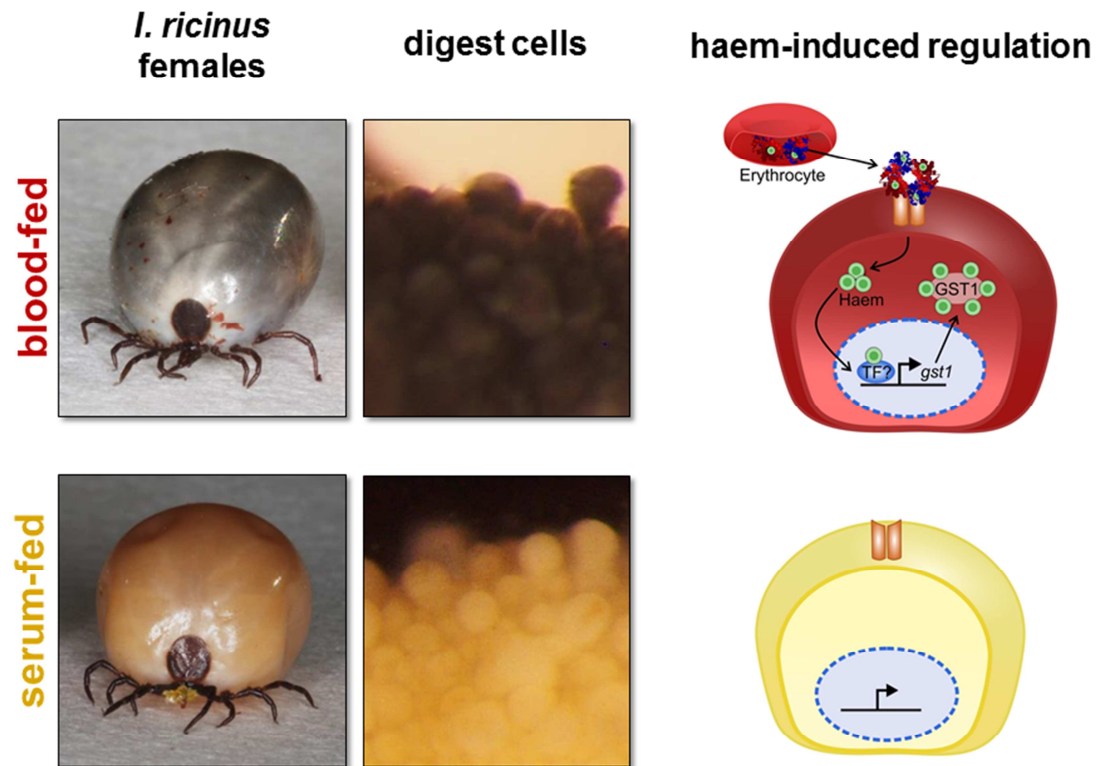 I. ricinus
females
digest cells
haem-induced regulation
blood-fed
Erythrocyte
Haem
GST1
TF?
gst1
serum-fed